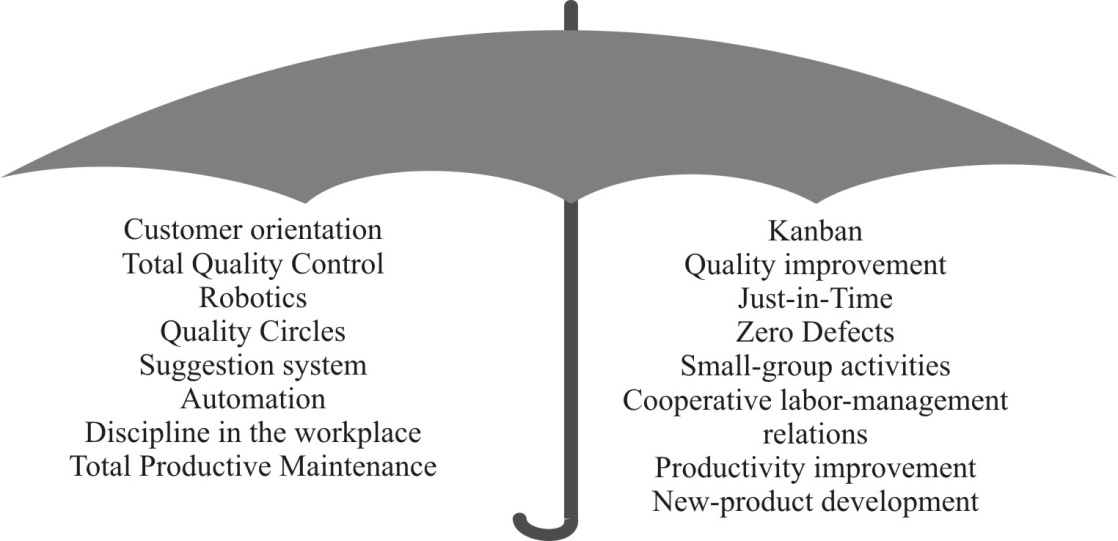 Customer orientation
Total Quality Control
Robotics
Quality Circles
Suggestion system
Automation
Discipline in the workplace
Total Productive Maintenance
Kanban
Quality improvement
Just-in-Time
Zero Defects
Small-group activities
Cooperative labor-management
relations
Productivity improvement
New-product development